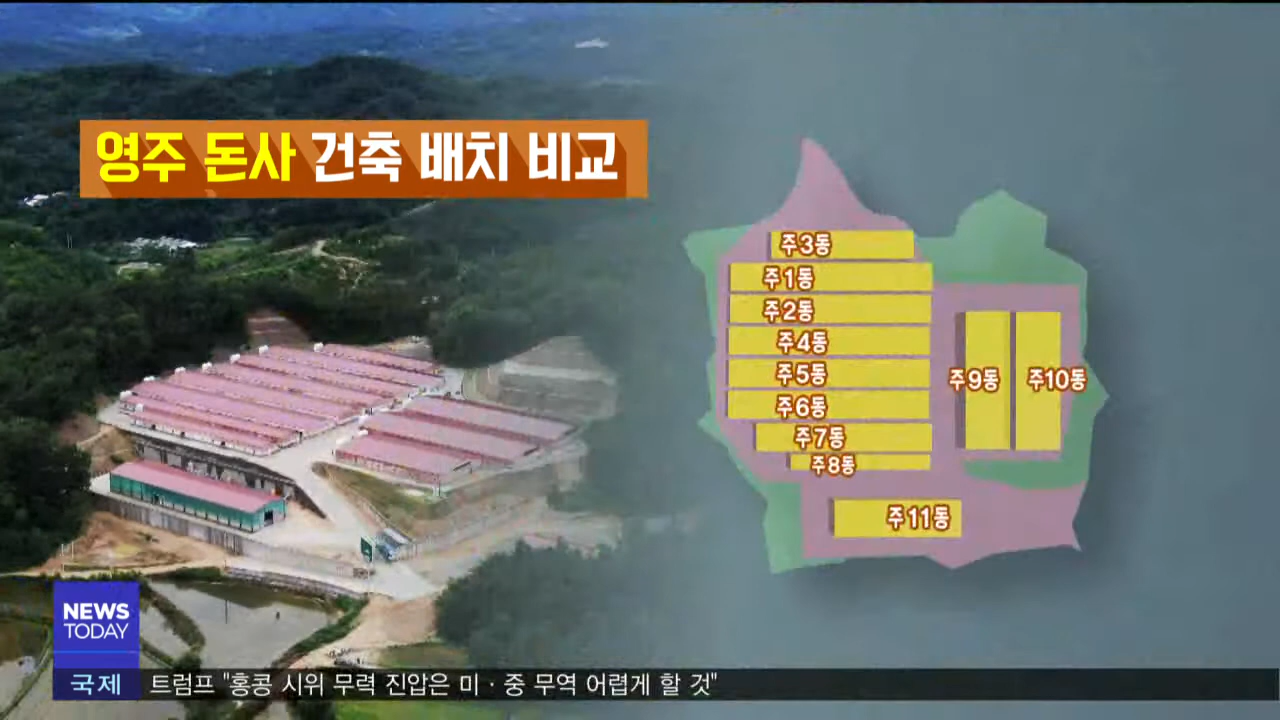 영주 돈사 건축 배치 비교
주3동
주1동
주2동
주4동
주5동
주6동
주7동
주8동
주9동
주10동
주11동
NEWS
TODAY
국제
트럼프 "홍콩 시위 무력 진압은 미·중 무역 어렵게 할 것"